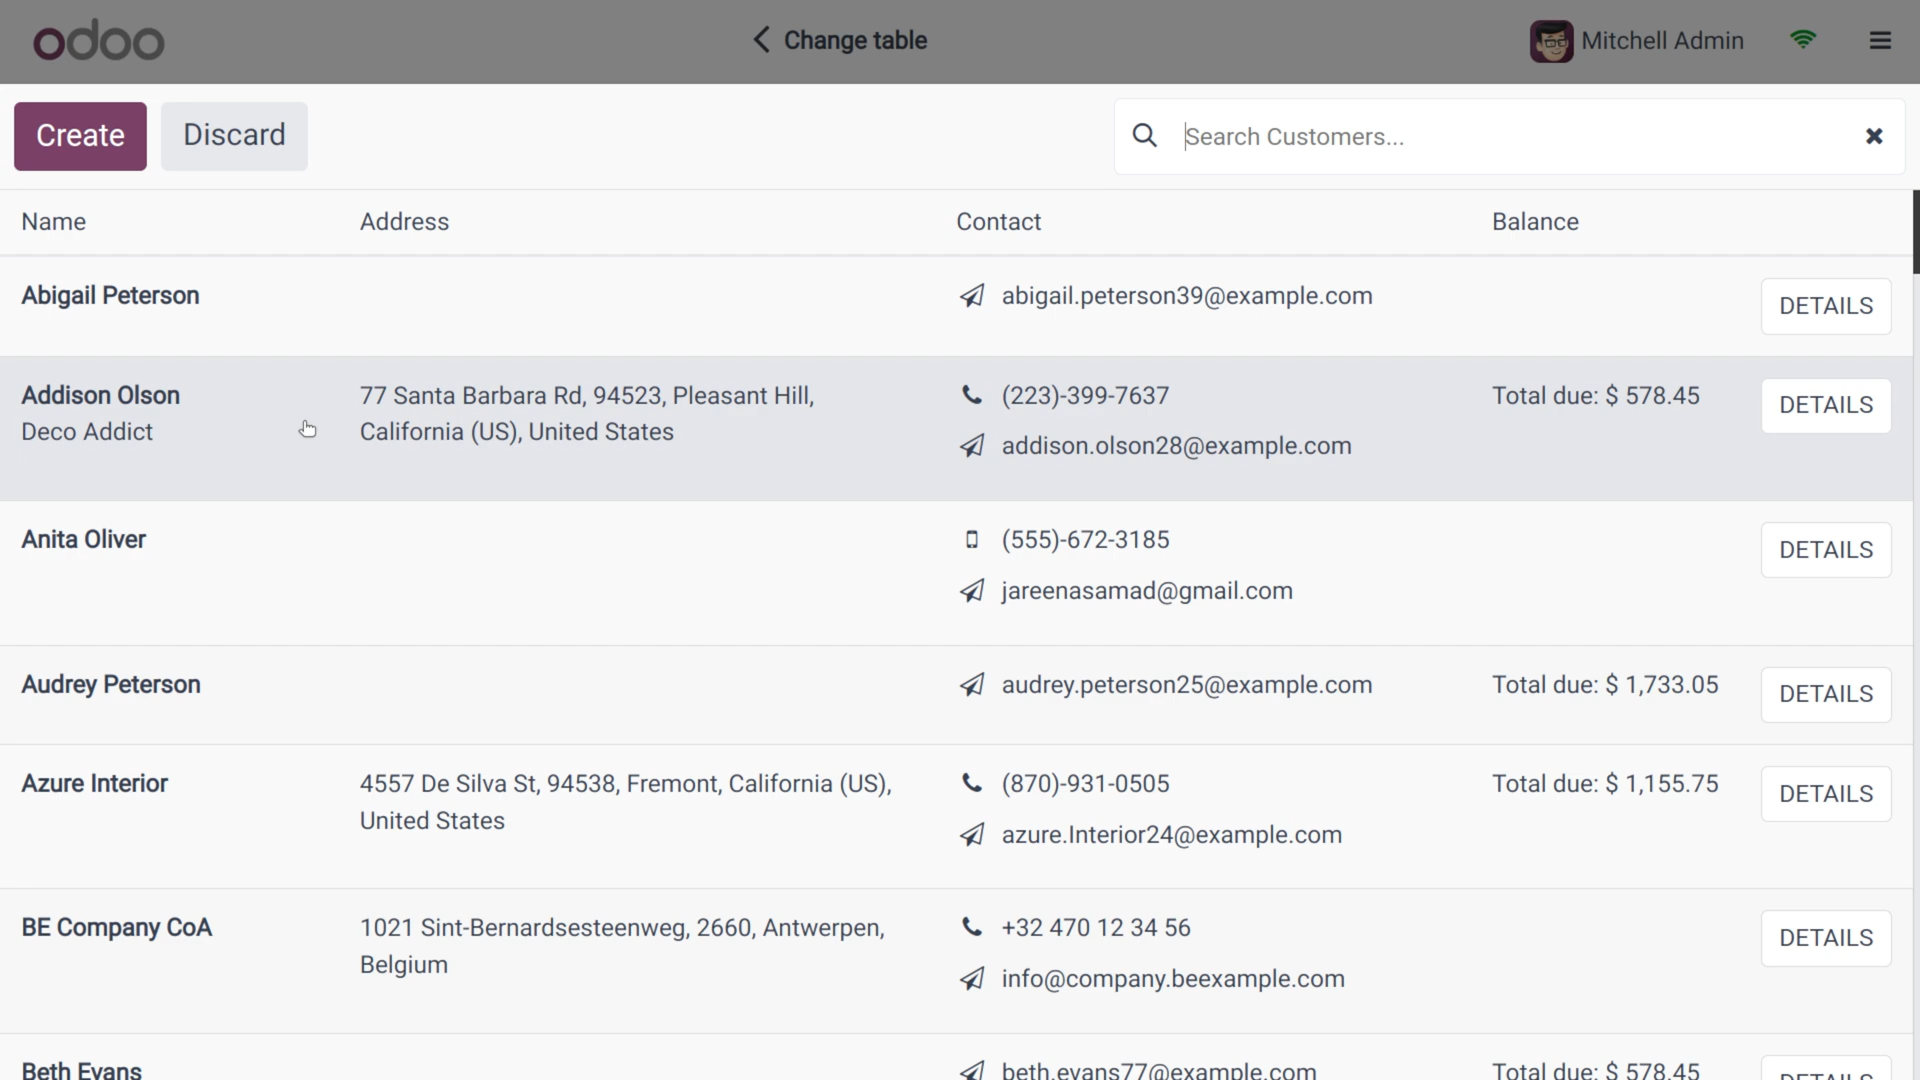 odoo
Change table
Mitchell Admin
Create
Discard
Search Customers...
Name
Address
Contact
Balance
Abigail Peterson
abigail.peterson39@example.com
DETAILS
Addison Olson
Deco Addict
77 Santa Barbara Rd, 94523, Pleasant Hill,
California (US), United States
(223)-399-7637
addison.olson28@example.com
Total due: $ 578.45
DETAILS
Anita Oliver
(555)-672-3185
jareenasamad@gmail.com
DETAILS
Audrey Peterson
audrey.peterson25@example.com
Total due: $ 1,733.05
DETAILS
Azure Interior
4557 De Silva St, 94538, Fremont, California (US),
United States
(870)-931-0505
azure.Interior24@example.com
Total due: $ 1,155.75
DETAILS
BE Company CoA
1021 Sint-Bernardsesteenweg, 2660, Antwerpen,
Belgium
+32 470 12 34 56
info@company.beexample.com
DETAILS
Beth Evans
beth.evans77@example.com
Total due: $ 578.45
DETAILS